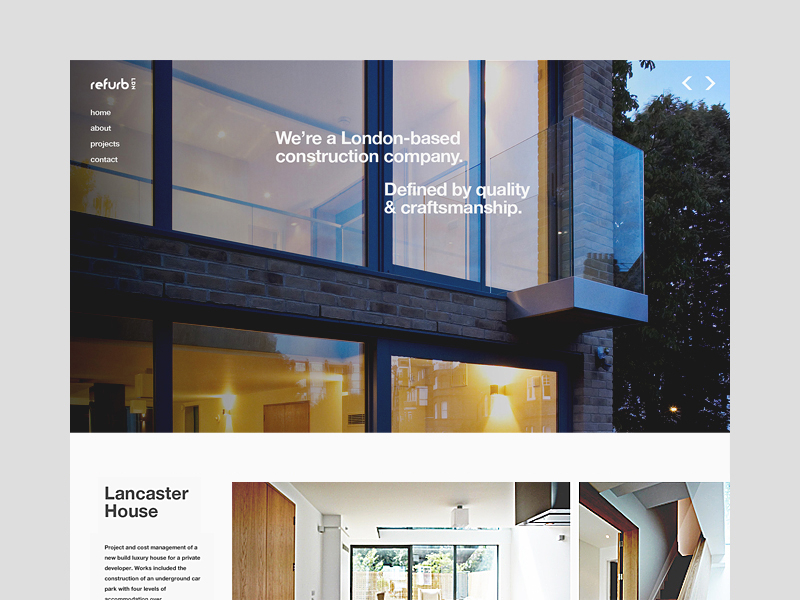 refurb LDN
home
about
projects
contact
We’re a London-based
construction company.
Defined by quality
& craftsmanship.
Lancaster
House
Project and cost management of a
new build luxury house for a private
developer. Works included the
construction of an underground car
park with four levels of
accommodation over